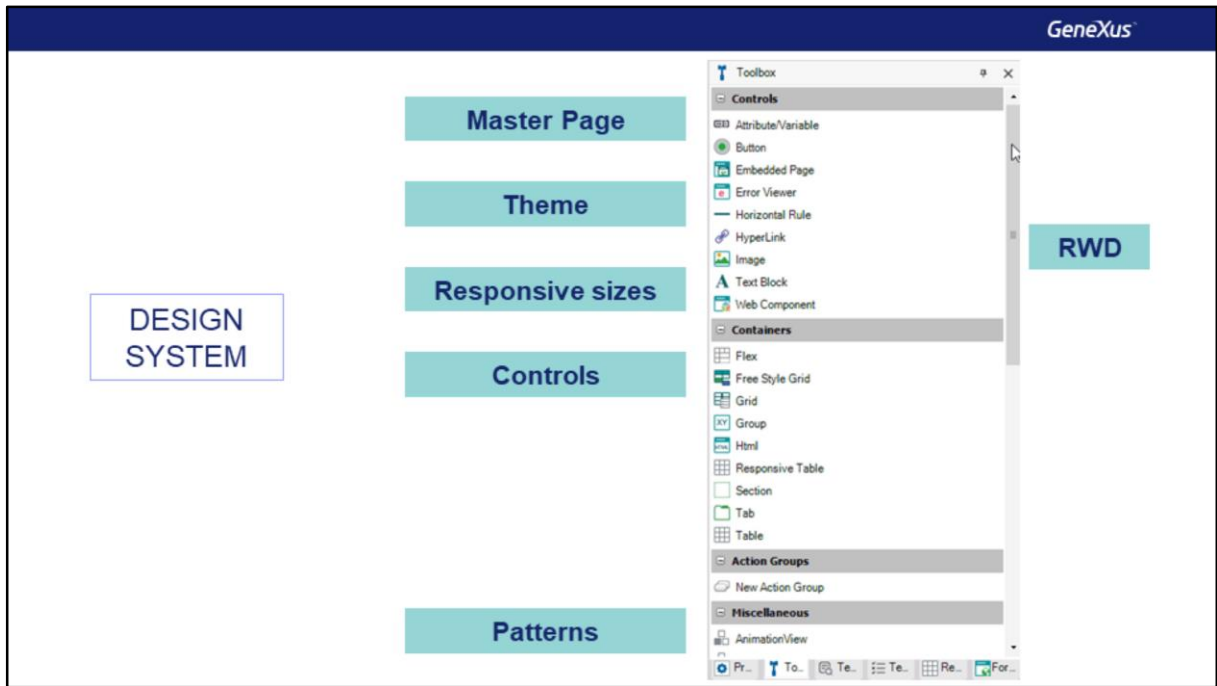 GeneXus™
Master Page
Theme
Responsive sizes
DESIGN
SYSTEM
Controls
Patterns
Toolbox
Controls
Attribute/Variable
Button
Embedded Page
Error Viewer
Horizontal Rule
HyperLink
Image
Text Block
Web Component
Containers
Flex
Free Style Grid
Grid
Group
Html
Responsive Table
Section
Tab
Table
Action Groups
New Action Group
Miscellaneous
AnimationView
Pr... To... Te... Te... Re... For...
RWD